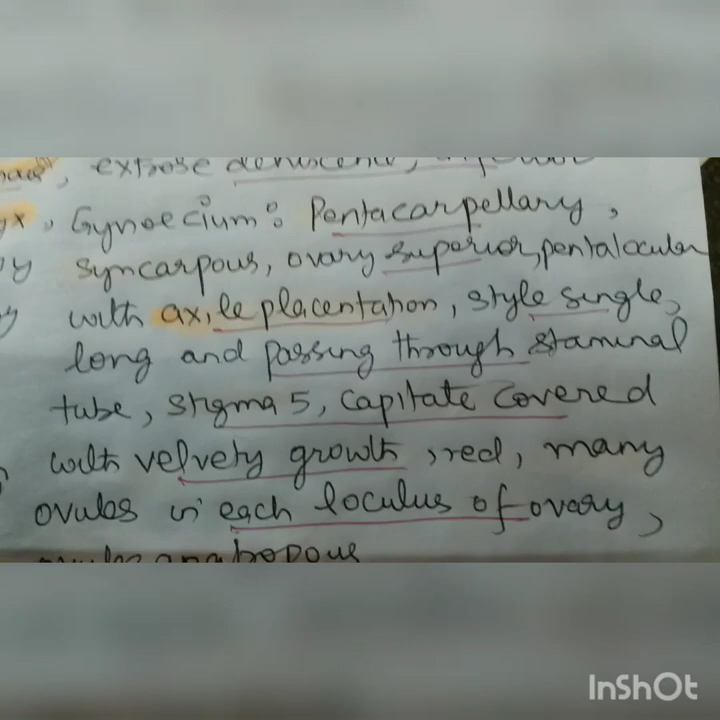 extrose dehiscence,
Gynoecium: Pentacarpellary,
syncarpous, ovary superior, pentalocular
with axile placentation, style single,
long and passing through staminal
tube, stigma 5, capitate covered
with velvety growth, red, many
ovules in each loculus of ovary,
anatropous
InShOt